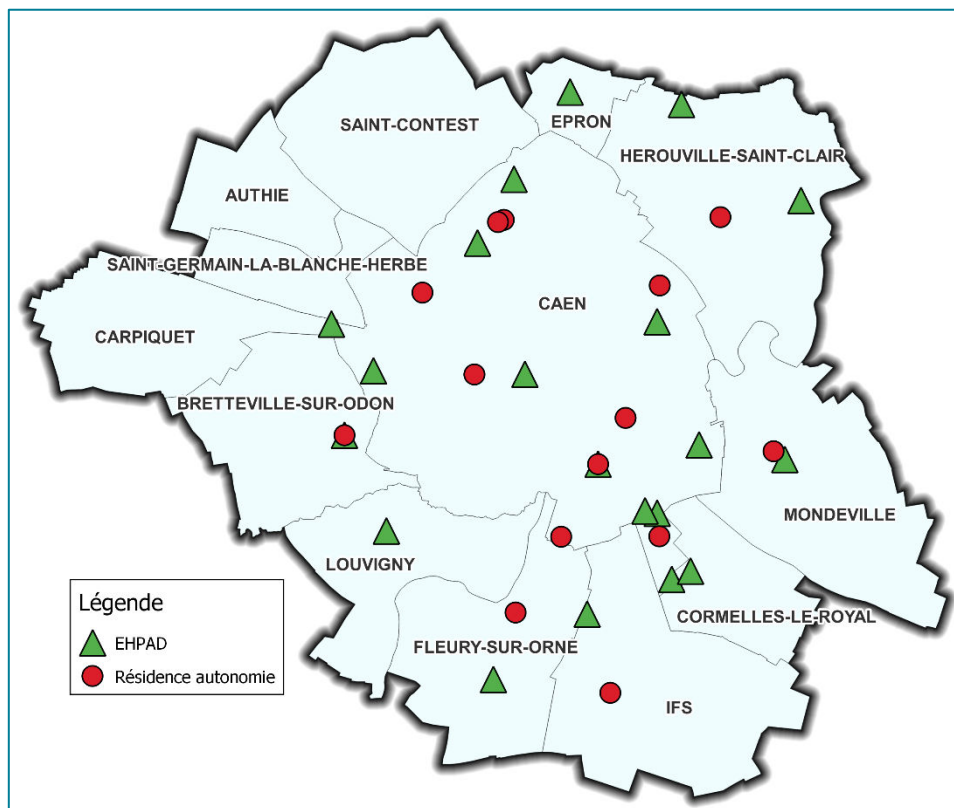 EPRON
SAINT-CONTEST
HEROUVILLE-SAINT-CLAIR
AUTHIE
SAINT-GERMAIN-LA-BLANCHE-HERBE
CAEN
CARPIQUET
BRETTEVILLE-SUR-ODON
MONDEVILLE
LOUVIGNY
CORMELLES-LE-ROYAL
FLEURY-SUR-ORNE
IFS
Légende
EHPAD
Résidence autonomie